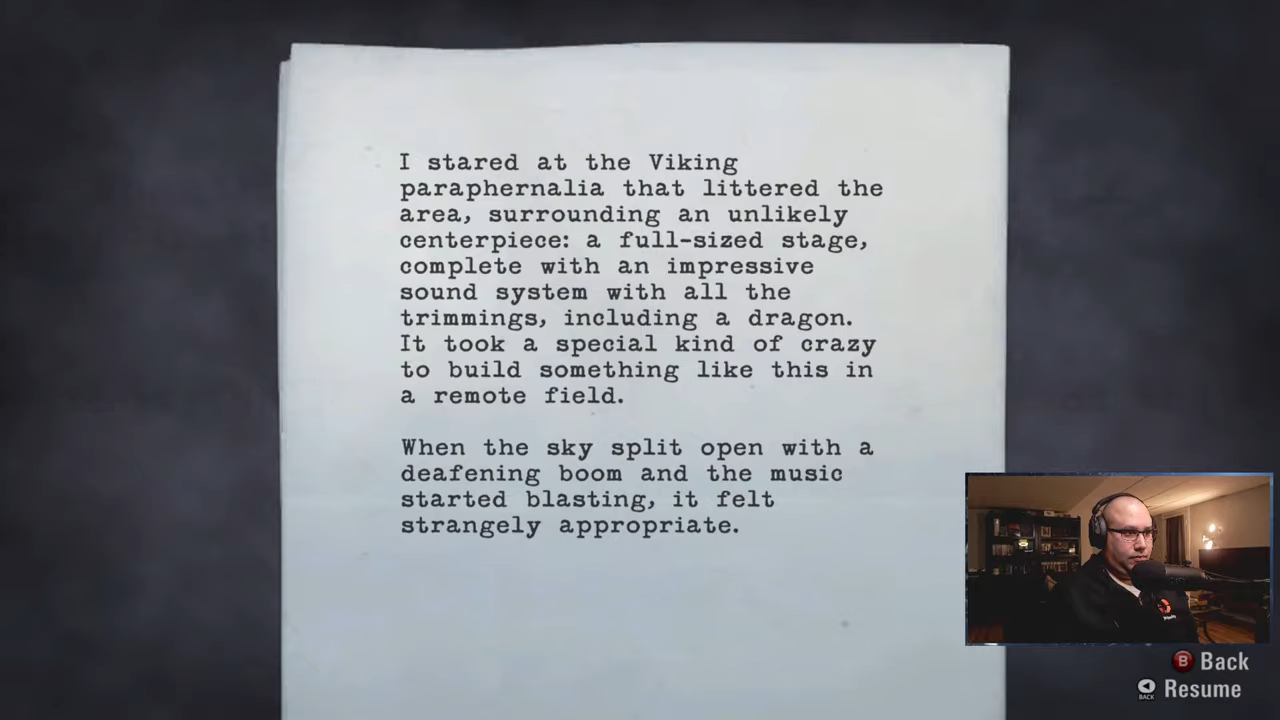 I stared at the Viking
paraphernalia that littered the
area, surrounding an unlikely
centerpiece: a full-sized stage,
complete with an impressive
sound system with all the
trimmings, including a dragon.
It took a special kind of crazy
to build something like this in
a remote field.
When the sky split open with a
deafening boom and the music
started blasting, it felt
strangely appropriate.
B Back
BACK Resume